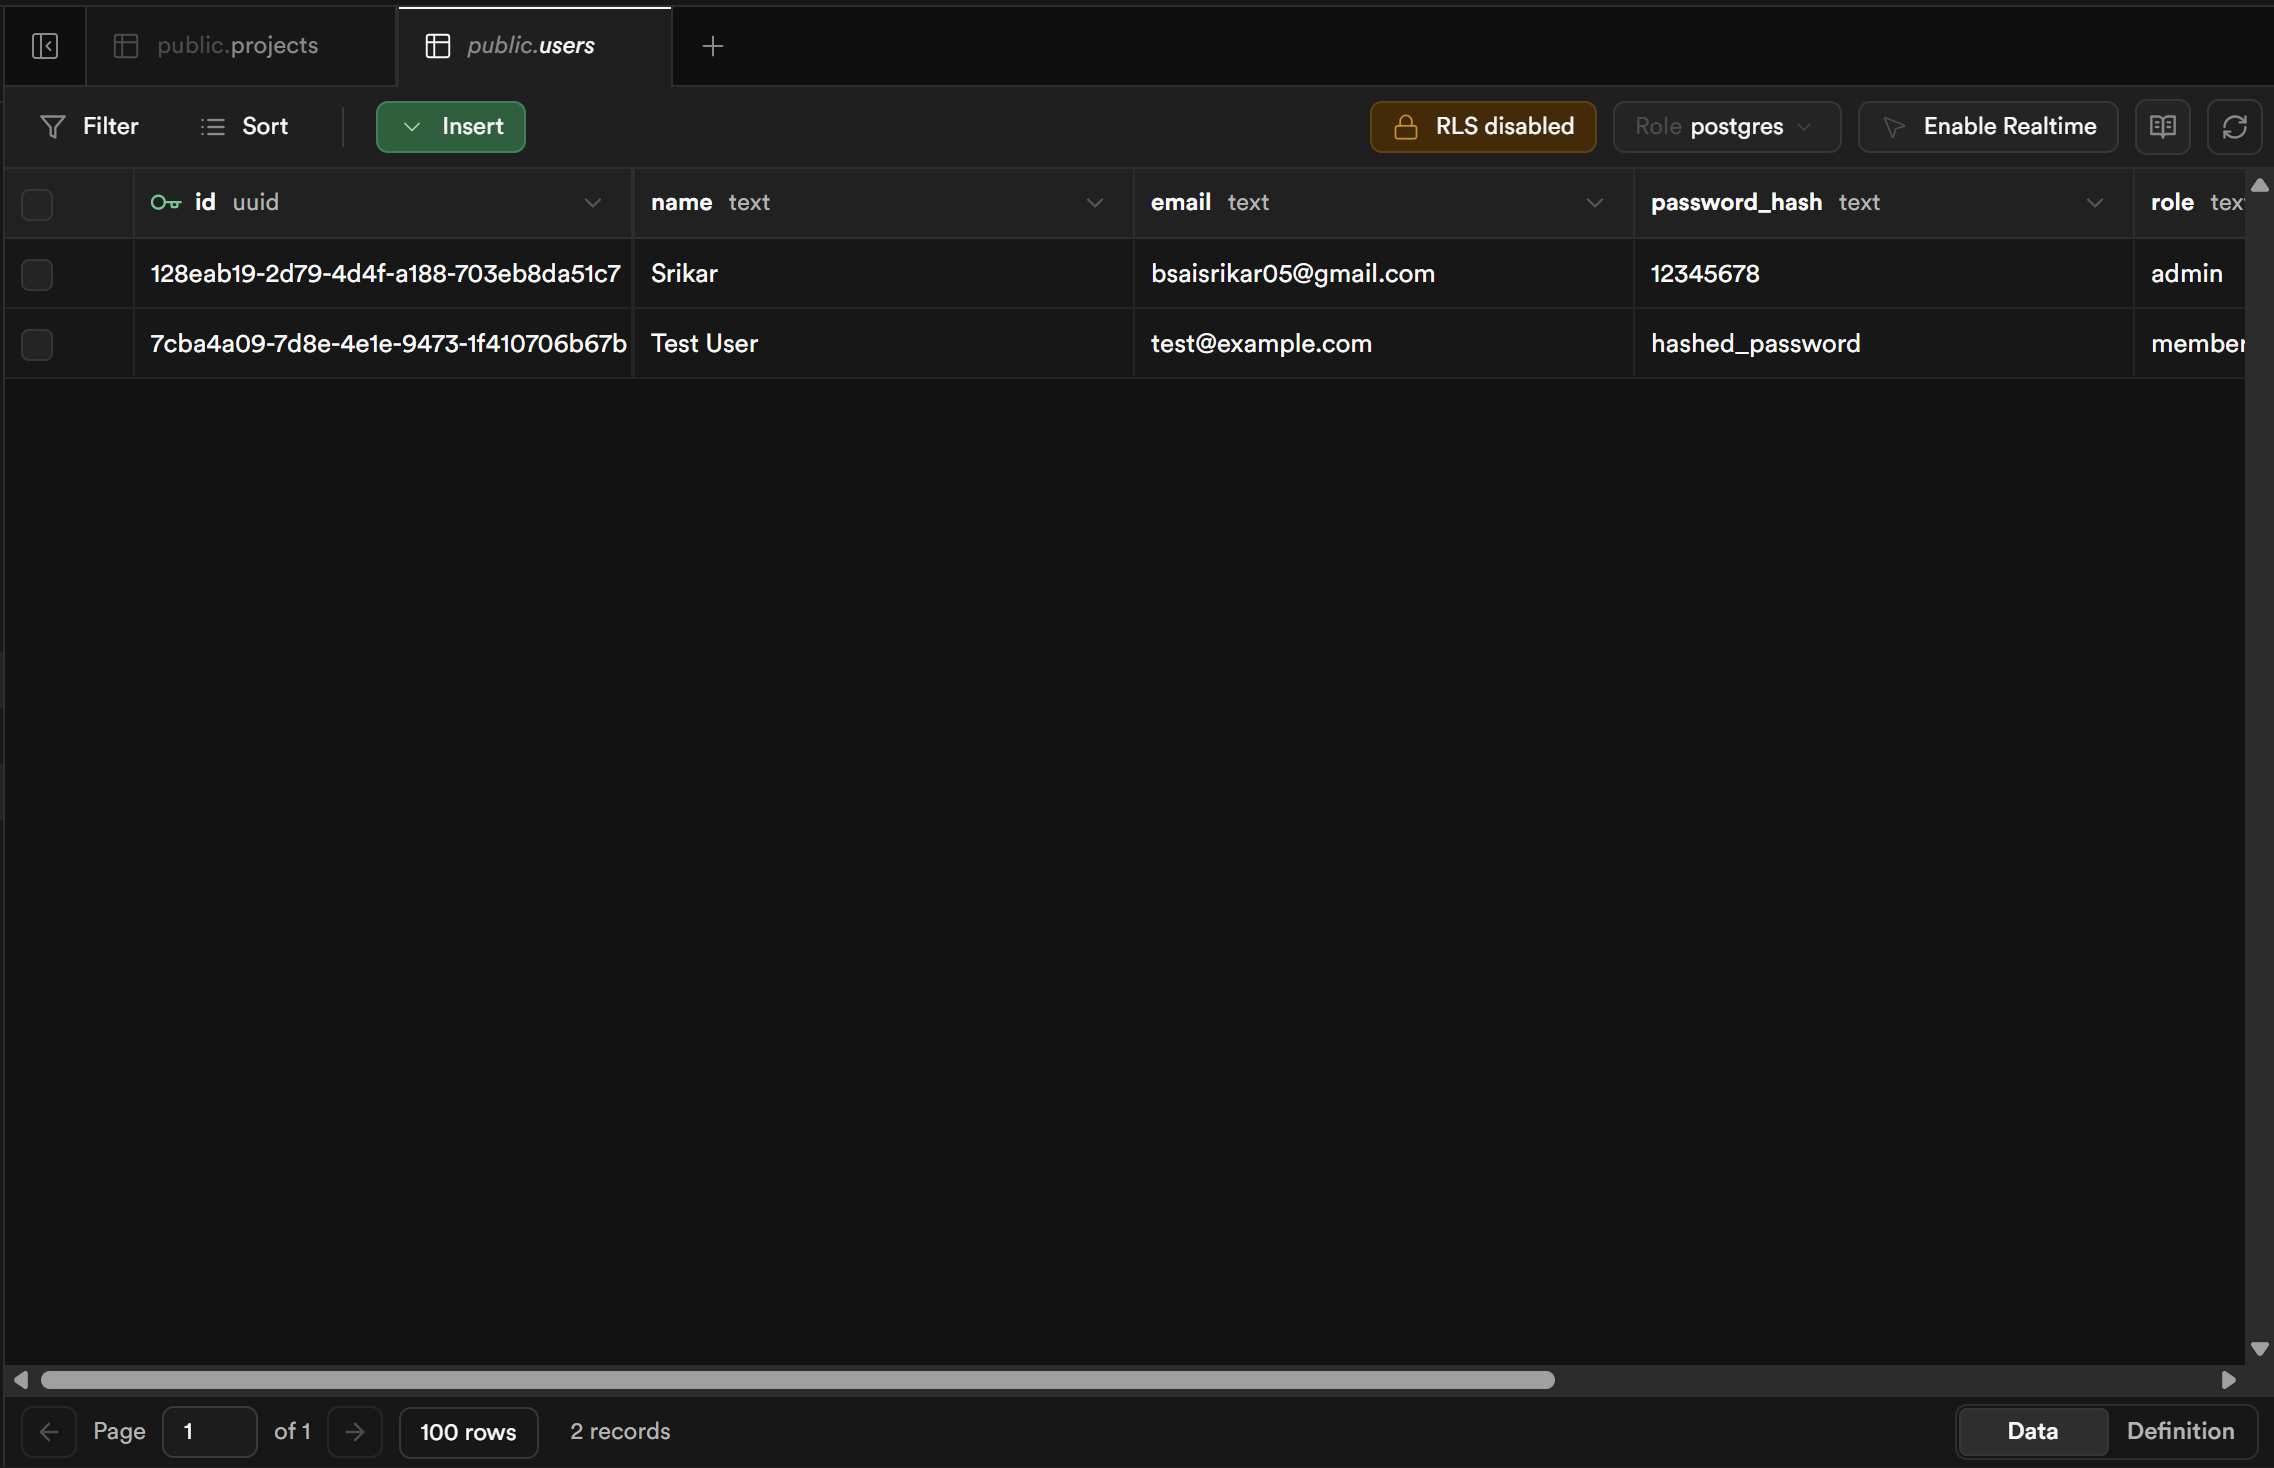 public.projects
public.users
Filter
Sort
Insert
RLS disabled
Role postgres
Enable Realtime
id uuid
name text
email text
password_hash text
role tex
128eab19-2d79-4d4f-a188-703eb8da51c7
Srikar
bsaisrikar05@gmail.com
12345678
admin
7cba4a09-7d8e-4e1e-9473-1f410706b67b
Test User
test@example.com
hashed_password
member
Page 1 of 1
100 rows
2 records
Data
Definition